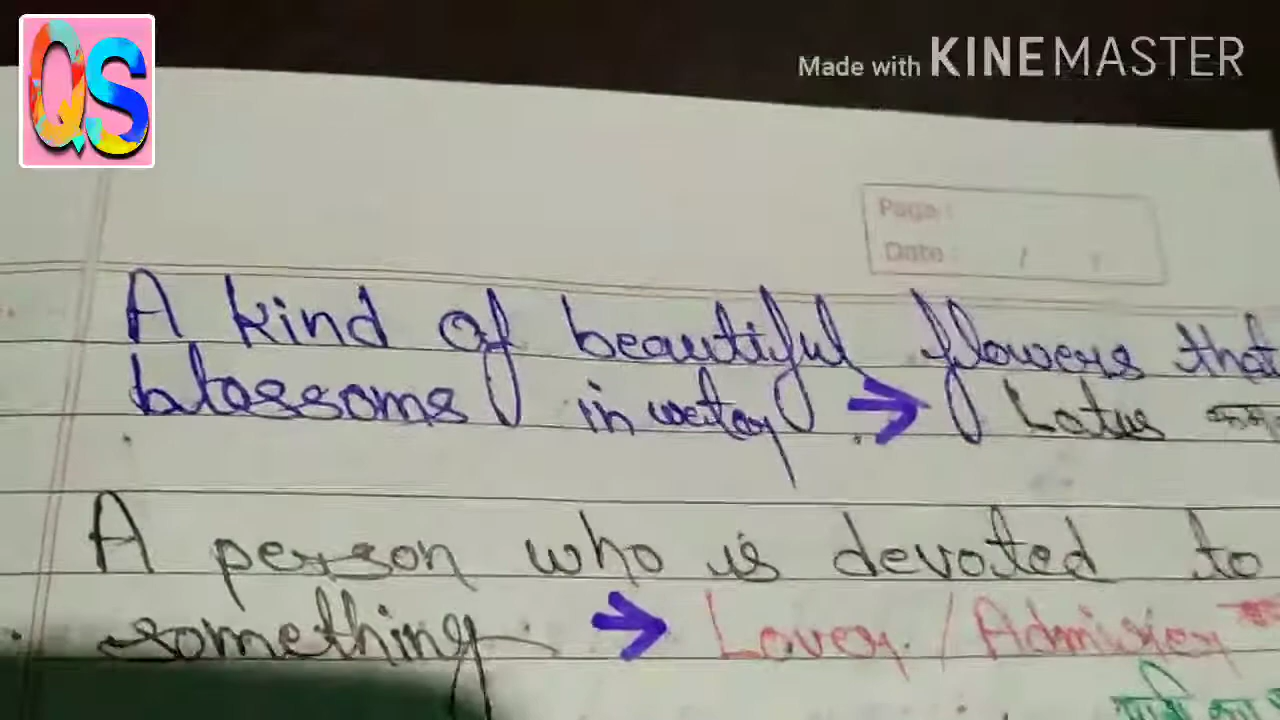 QS
Made with KINEMASTER
Page :
Date : / /
A kind of beautiful flowers that
blossoms in water → Lotus
A person who is devoted to
something → Lover / Admirer